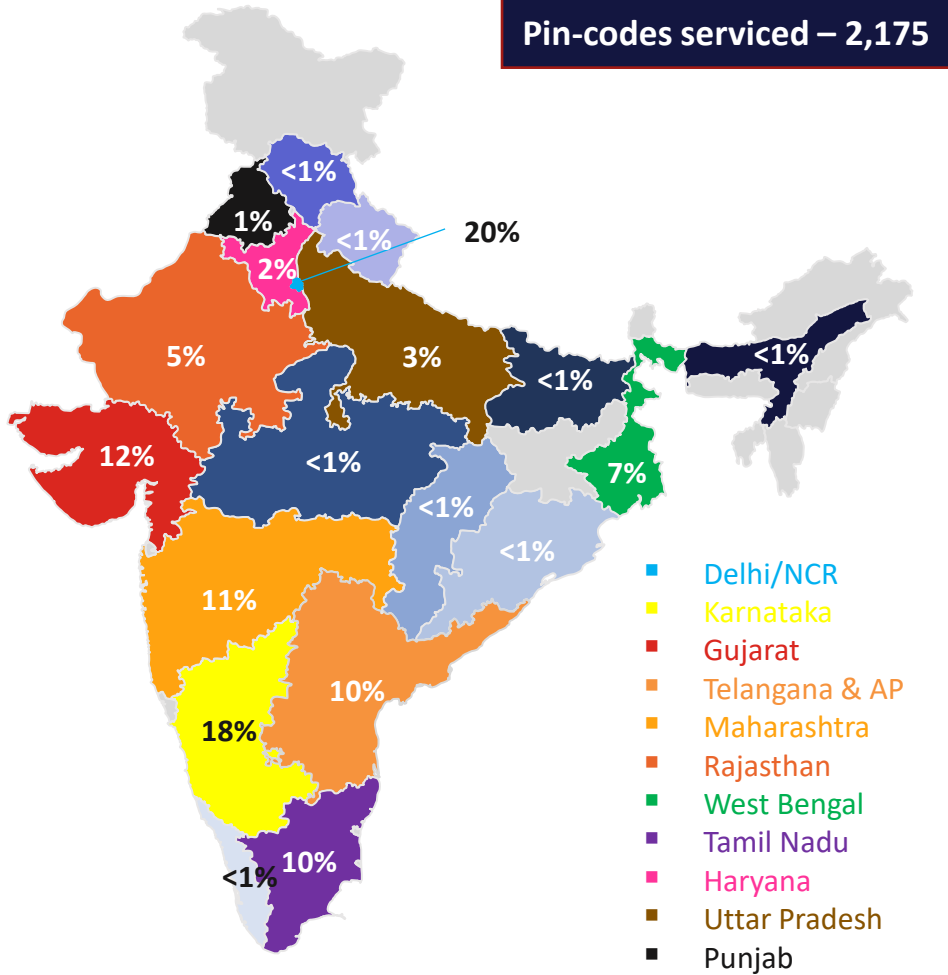 Pin-codes serviced – 2,175
<1%
1%
<1%
20%
2%
5%
3%
<1%
<1%
12%
<1%
7%
<1%
<1%
11%
10%
18%
10%
<1%
Delhi/NCR
Karnataka
Gujarat
Telangana & AP
Maharashtra
Rajasthan
West Bengal
Tamil Nadu
Haryana
Uttar Pradesh
Punjab